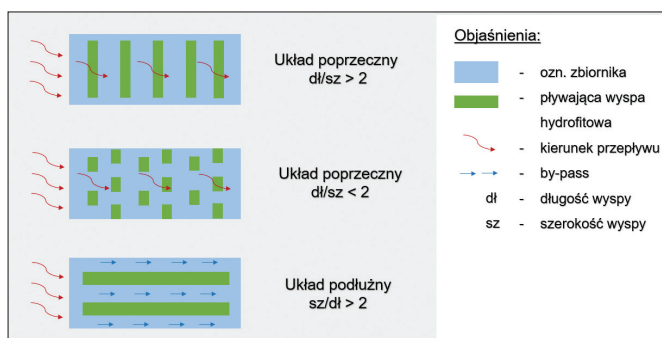 Układ poprzeczny
dł/sz > 2
Układ poprzeczny
dł/sz < 2
Układ podłużny
sz/dł > 2
Objaśnienia:
- ozn. zbiornika
- pływająca wyspa
hydrofitowa
- kierunek przepływu
- by-pass
dł - długość wyspy
sz - szerokość wyspy